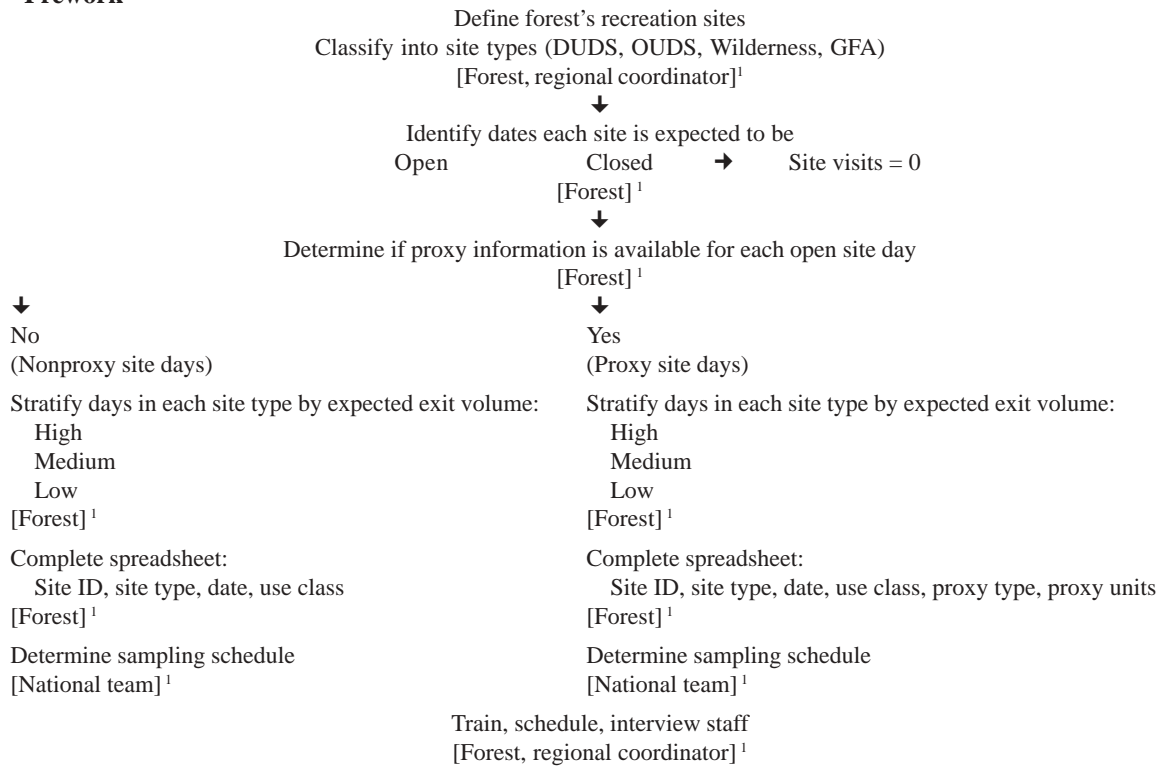 Prework
Define forest's recreation sites
Classify into site types (DUDS, OUDS, Wilderness, GFA)
[Forest, regional coordinator]¹
Identify dates each site is expected to be
Open Closed → Site visits = 0
[Forest] ¹
Determine if proxy information is available for each open site day
[Forest] ¹
No
(Nonproxy site days)
Stratify days in each site type by expected exit volume:
High
Medium
Low
[Forest] ¹
Complete spreadsheet:
Site ID, site type, date, use class
[Forest] ¹
Determine sampling schedule
[National team] ¹
Yes
(Proxy site days)
Stratify days in each site type by expected exit volume:
High
Medium
Low
[Forest] ¹
Complete spreadsheet:
Site ID, site type, date, use class, proxy type, proxy units
[Forest] ¹
Determine sampling schedule
[National team] ¹
Train, schedule, interview staff
[Forest, regional coordinator] ¹